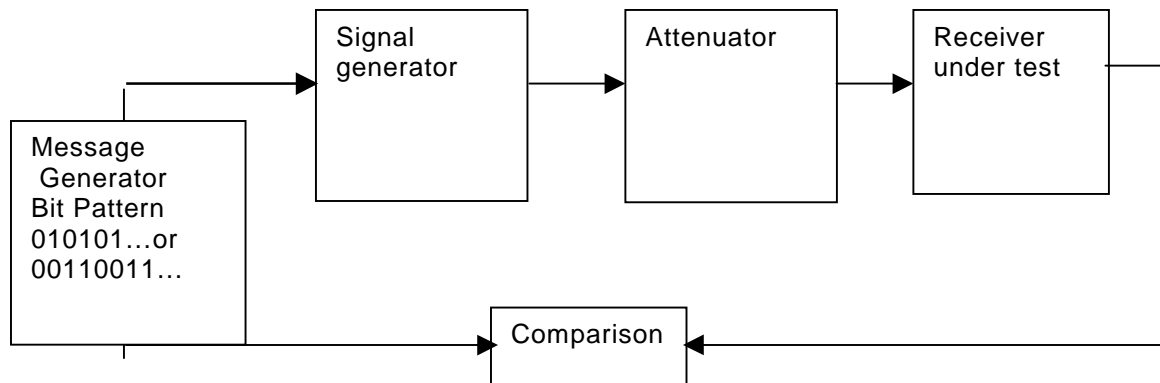 Signal
generator
Attenuator
Receiver
under test
Message
Generator
Bit Pattern
010101...or
00110011...
Comparison